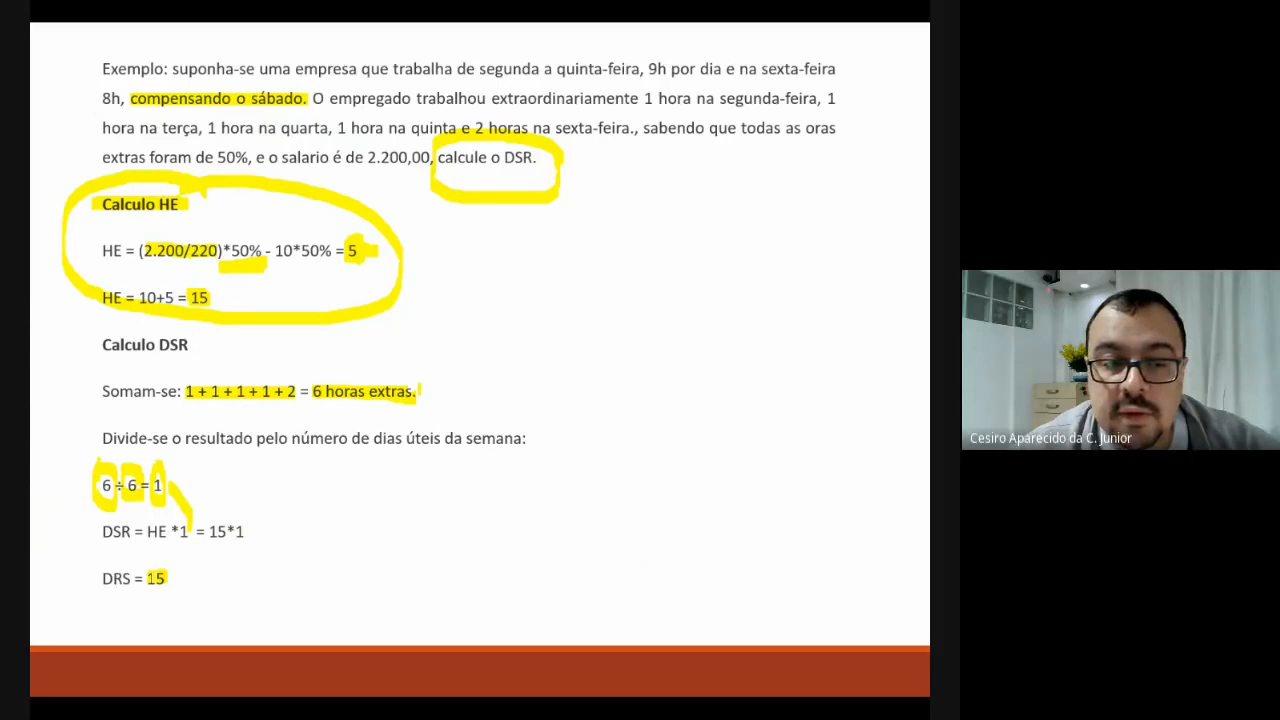 Exemplo: suponha-se uma empresa que trabalha de segunda a quinta-feira, 9h por dia e na sexta-feira
8h, compensando o sábado. O empregado trabalhou extraordinariamente 1 hora na segunda-feira, 1
hora na terça, 1 hora na quarta, 1 hora na quinta e 2 horas na sexta-feira., sabendo que todas as oras
extras foram de 50%, e o salario é de 2.200,00, calcule o DSR.
Calculo HE
HE = (2.200/220)*50% - 10*50% = 5
HE = 10+5 = 15
Calculo DSR
Somam-se: 1 + 1 + 1 + 1 + 2 = 6 horas extras.
Divide-se o resultado pelo número de dias úteis da semana:
6 ÷ 6 = 1
DSR = HE *1 = 15*1
DRS = 15
Cesiro Aparecido da C. Junior